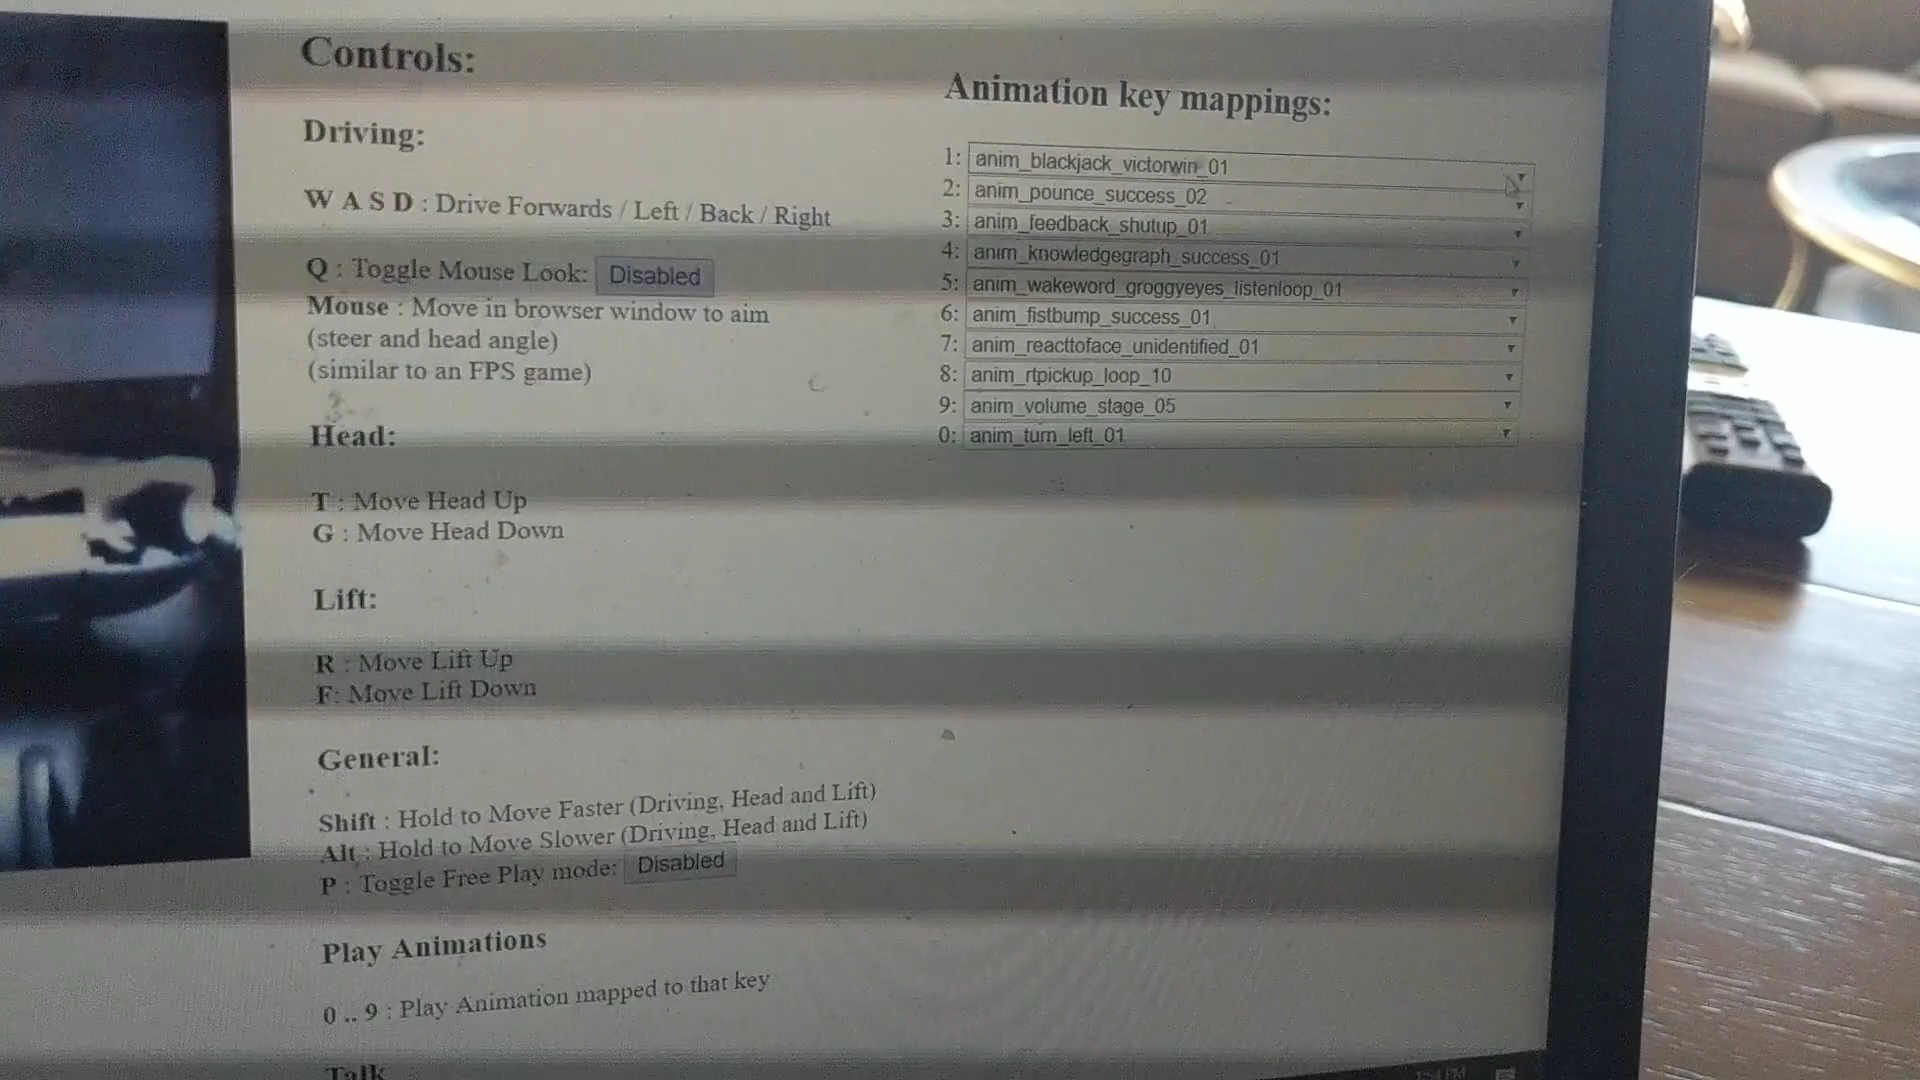 Controls:
Driving:
W A S D : Drive Forwards / Left / Back / Right
Q : Toggle Mouse Look: Disabled
Mouse : Move in browser window to aim
(steer and head angle)
(similar to an FPS game)
Head:
T : Move Head Up
G : Move Head Down
Lift:
R : Move Lift Up
F: Move Lift Down
General:
Shift : Hold to Move Faster (Driving, Head and Lift)
Alt : Hold to Move Slower (Driving, Head and Lift)
P : Toggle Free Play mode: Disabled
Play Animations
0 .. 9 : Play Animation mapped to that key
Talk
Animation key mappings:
1: anim_blackjack_victorwin_01
2: anim_pounce_success_02
3: anim_feedback_shutup_01
4: anim_knowledgegraph_success_01
5: anim_wakeword_groggyeyes_listenloop_01
6: anim_fistbump_success_01
7: anim_reacttoface_unidentified_01
8: anim_rtpickup_loop_10
9: anim_volume_stage_05
0: anim_turn_left_01
1:54 PM